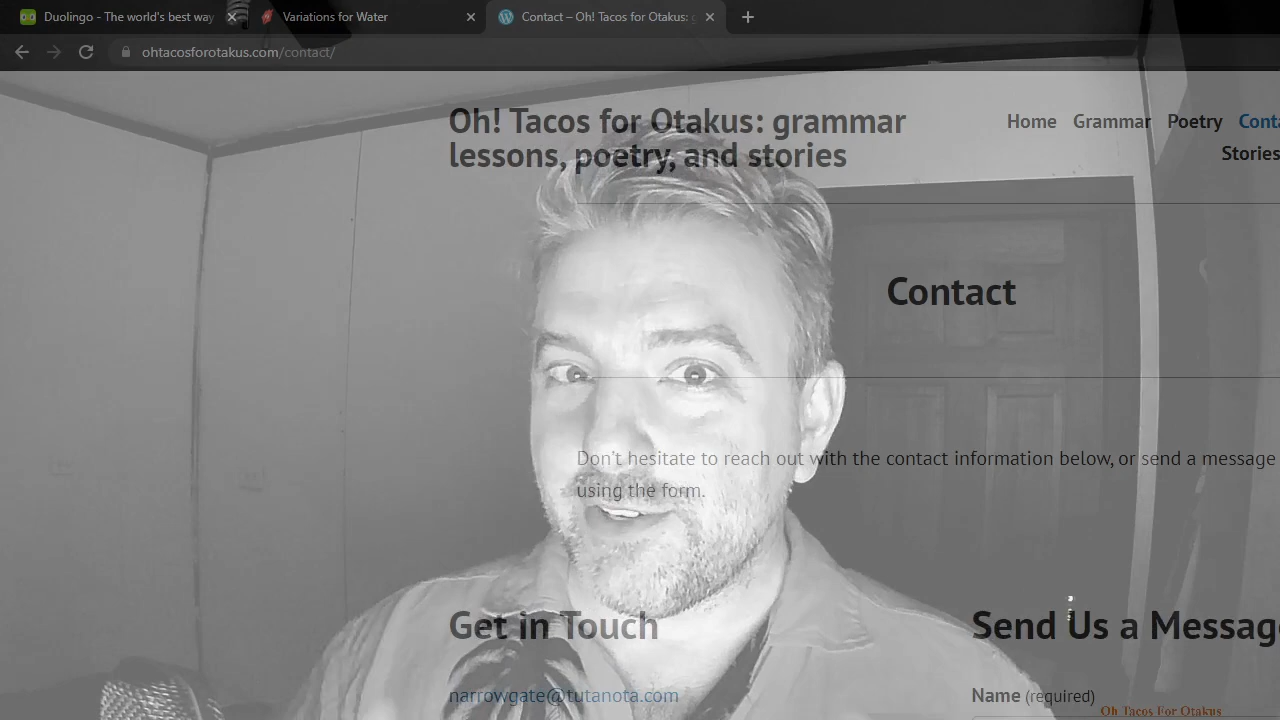 Duolingo - The world's best way
Variations for Water
Contact – Oh! Tacos for Otakus: g
ohtacosforotakus.com/contact/
Oh! Tacos for Otakus: grammar
lessons, poetry, and stories
Home Grammar Poetry Conta
Stories
Contact
Don't hesitate to reach out with the contact information below, or send a message
using the form.
Get in Touch
Send Us a Messag
narrowgate@tutanota.com
Name (required)
Oh Tacos For Otakus